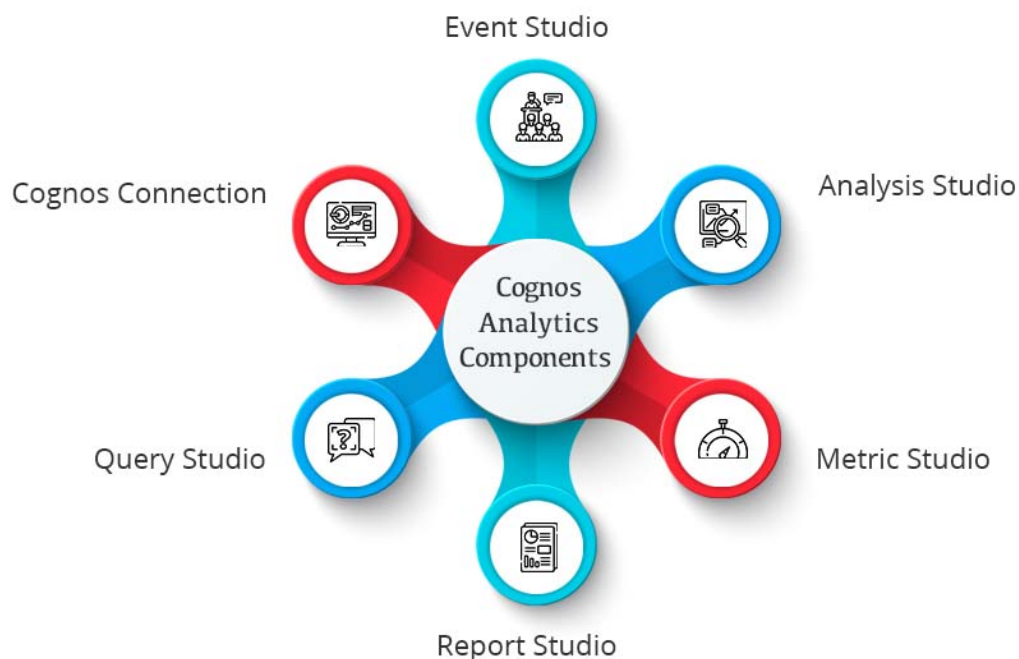 Event Studio
Cognos Connection
Analysis Studio
Cognos
Analytics
Components
Query Studio
Metric Studio
Report Studio